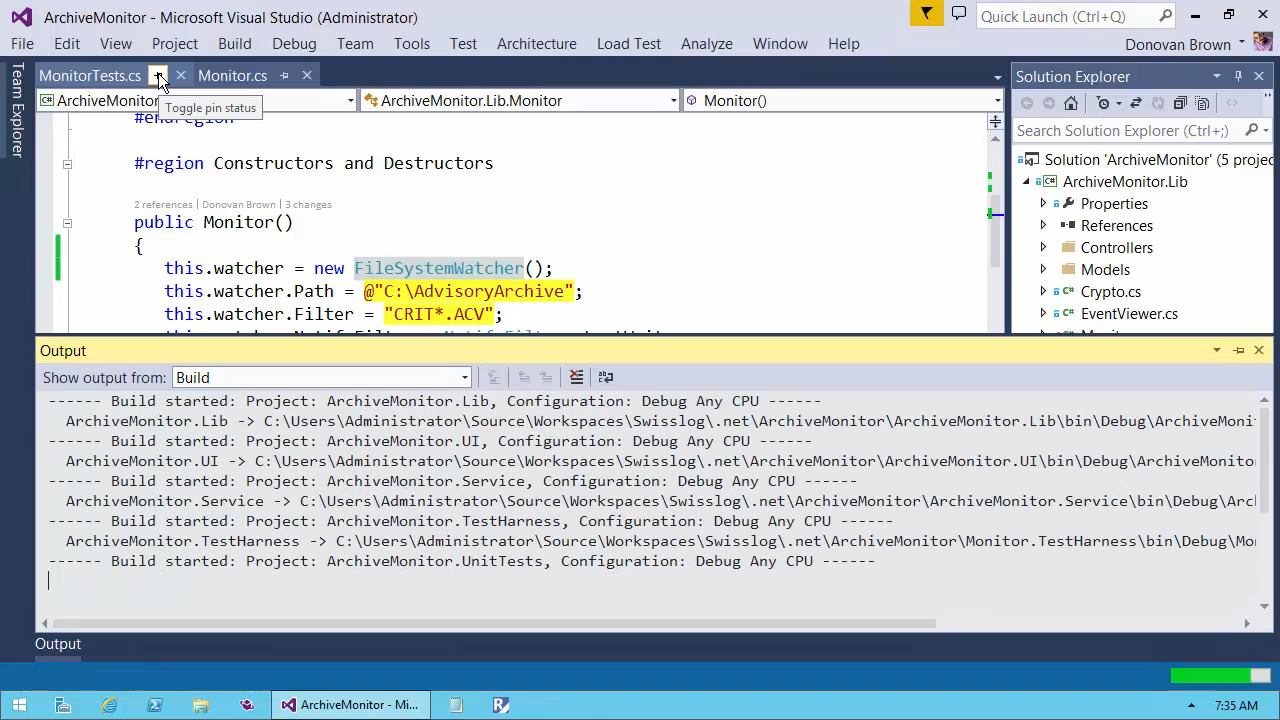 ArchiveMonitor - Microsoft Visual Studio (Administrator)
Quick Launch (Ctrl+Q)
File Edit View Project Build Debug Team Tools Test Architecture Load Test Analyze Window Help
Donovan Brown
Team Explorer
MonitorTests.cs Monitor.cs
Solution Explorer
ArchiveMonitor ArchiveMonitor.Lib.Monitor Monitor()
Toggle pin status
#endregion
Search Solution Explorer (Ctrl+;)
#region Constructors and Destructors
Solution 'ArchiveMonitor' (5 projec
ArchiveMonitor.Lib
Properties
References
Controllers
Models
Crypto.cs
EventViewer.cs
2 references | Donovan Brown | 3 changes
public Monitor()
{
this.watcher = new FileSystemWatcher();
this.watcher.Path = @"C:\AdvisoryArchive";
this.watcher.Filter = "CRIT*.ACV";
Output
Show output from: Build
------ Build started: Project: ArchiveMonitor.Lib, Configuration: Debug Any CPU ------
ArchiveMonitor.Lib -> C:\Users\Administrator\Source\Workspaces\Swisslog\.net\ArchiveMonitor\ArchiveMonitor.Lib\bin\Debug\ArchiveMoni
------ Build started: Project: ArchiveMonitor.UI, Configuration: Debug Any CPU ------
ArchiveMonitor.UI -> C:\Users\Administrator\Source\Workspaces\Swisslog\.net\ArchiveMonitor\ArchiveMonitor.UI\bin\Debug\ArchiveMonito
------ Build started: Project: ArchiveMonitor.Service, Configuration: Debug Any CPU ------
ArchiveMonitor.Service -> C:\Users\Administrator\Source\Workspaces\Swisslog\.net\ArchiveMonitor\ArchiveMonitor.Service\bin\Debug\Arc
------ Build started: Project: ArchiveMonitor.TestHarness, Configuration: Debug Any CPU ------
ArchiveMonitor.TestHarness -> C:\Users\Administrator\Source\Workspaces\Swisslog\.net\ArchiveMonitor\Monitor.TestHarness\bin\Debug\Mo
------ Build started: Project: ArchiveMonitor.UnitTests, Configuration: Debug Any CPU ------
Output
ArchiveMonitor - Mi...
7:35 AM